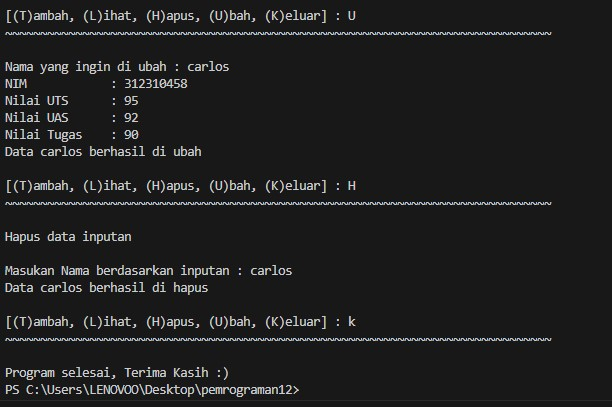 [(T)ambah, (L)ihat, (H)apus, (U)bah, (K)eluar] : U
~~~~~~~~~~~~~~~~~~~~~~~~~~~~~~~~~~~~~~~~~~~~~~~~~~~~~~~~~~~~~~~~~~~~~~~~~~~~~~
Nama yang ingin di ubah : carlos
NIM            : 312310458
Nilai UTS      : 95
Nilai UAS      : 92
Nilai Tugas    : 90
Data carlos berhasil di ubah
[(T)ambah, (L)ihat, (H)apus, (U)bah, (K)eluar] : H
~~~~~~~~~~~~~~~~~~~~~~~~~~~~~~~~~~~~~~~~~~~~~~~~~~~~~~~~~~~~~~~~~~~~~~~~~~~~~~
Hapus data inputan
Masukan Nama berdasarkan inputan : carlos
Data carlos berhasil di hapus
[(T)ambah, (L)ihat, (H)apus, (U)bah, (K)eluar] : k
~~~~~~~~~~~~~~~~~~~~~~~~~~~~~~~~~~~~~~~~~~~~~~~~~~~~~~~~~~~~~~~~~~~~~~~~~~~~~~
Program selesai, Terima Kasih :)
PS C:\Users\LENOVOO\Desktop\pemrograman12>